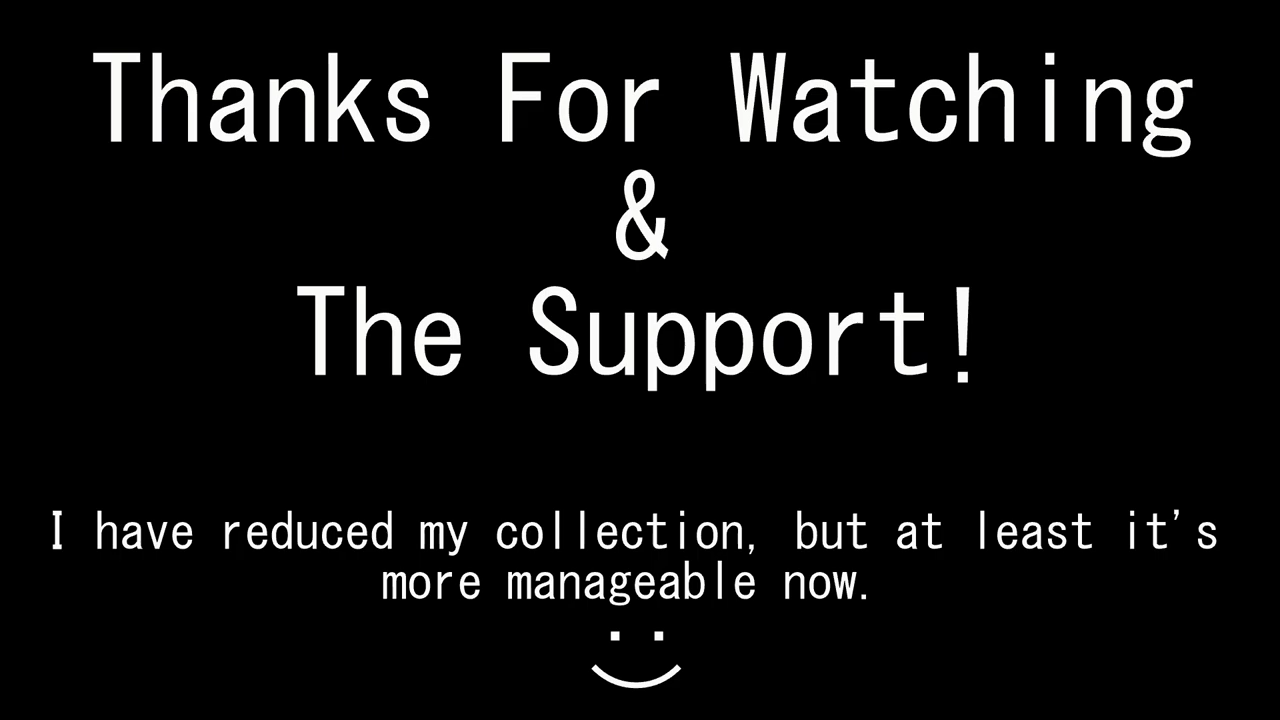 Thanks For Watching
&
The Support!
I have reduced my collection, but at least it's
more manageable now.